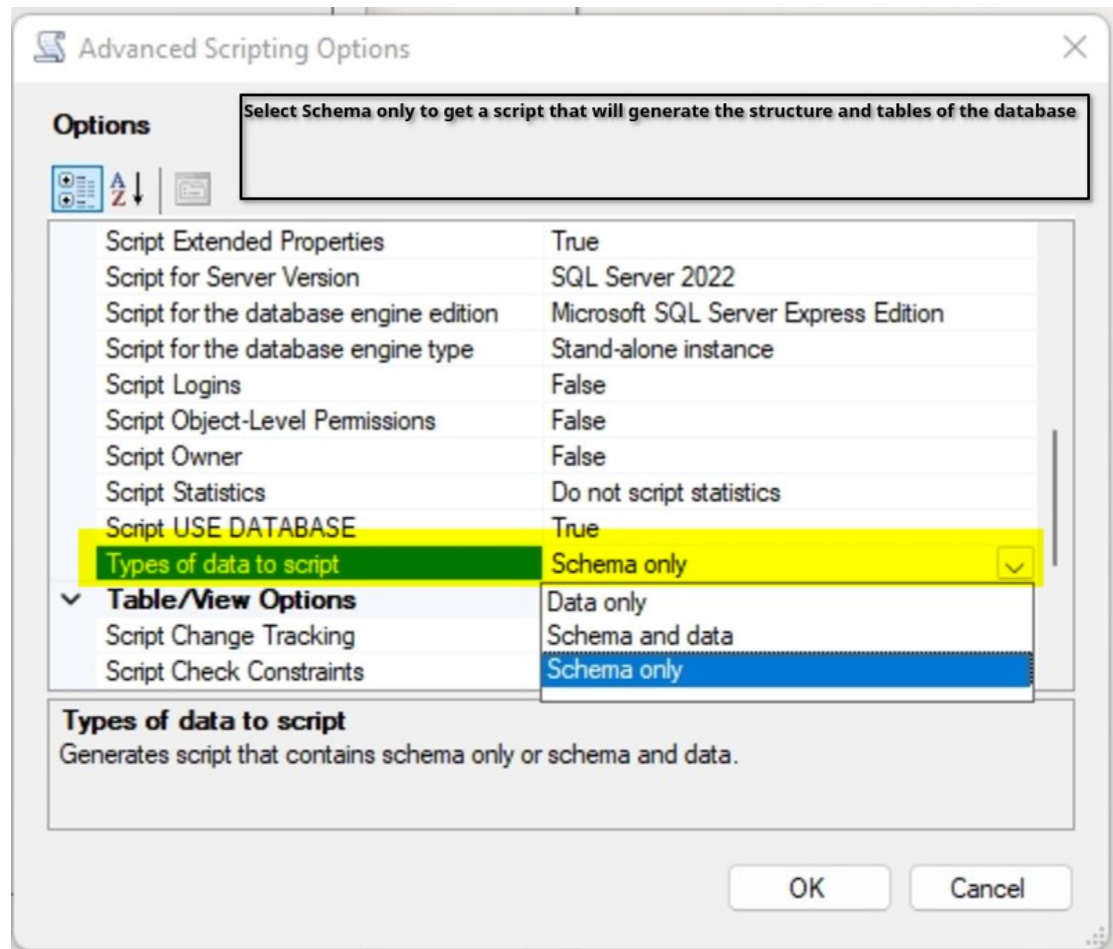 Advanced Scripting Options
Options
Select Schema only to get a script that will generate the structure and tables of the database
Script Extended Properties True
Script for Server Version SQL Server 2022
Script for the database engine edition Microsoft SQL Server Express Edition
Script for the database engine type Stand-alone instance
Script Logins False
Script Object-Level Permissions False
Script Owner False
Script Statistics Do not script statistics
Script USE DATABASE True
Types of data to script Schema only
Table/View Options Data only
Script Change Tracking Schema and data
Script Check Constraints Schema only
Types of data to script
Generates script that contains schema only or schema and data.
OK Cancel